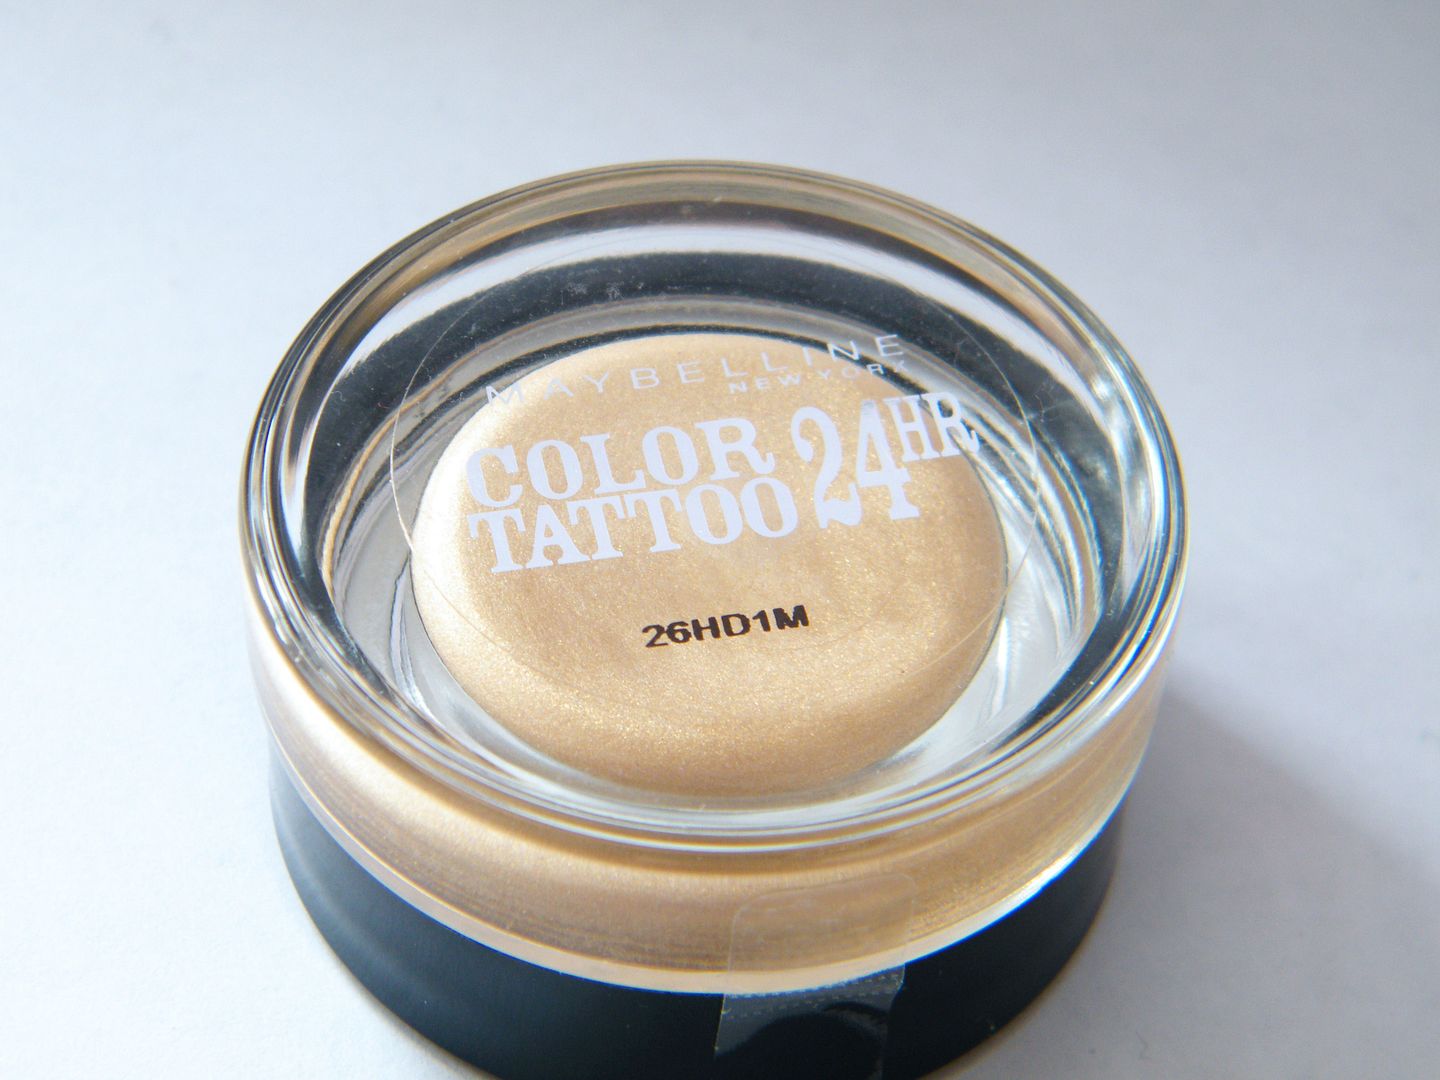 MAYBELLINE
NEW YORK
COLOR
TATTOO 24HR
26HD1M